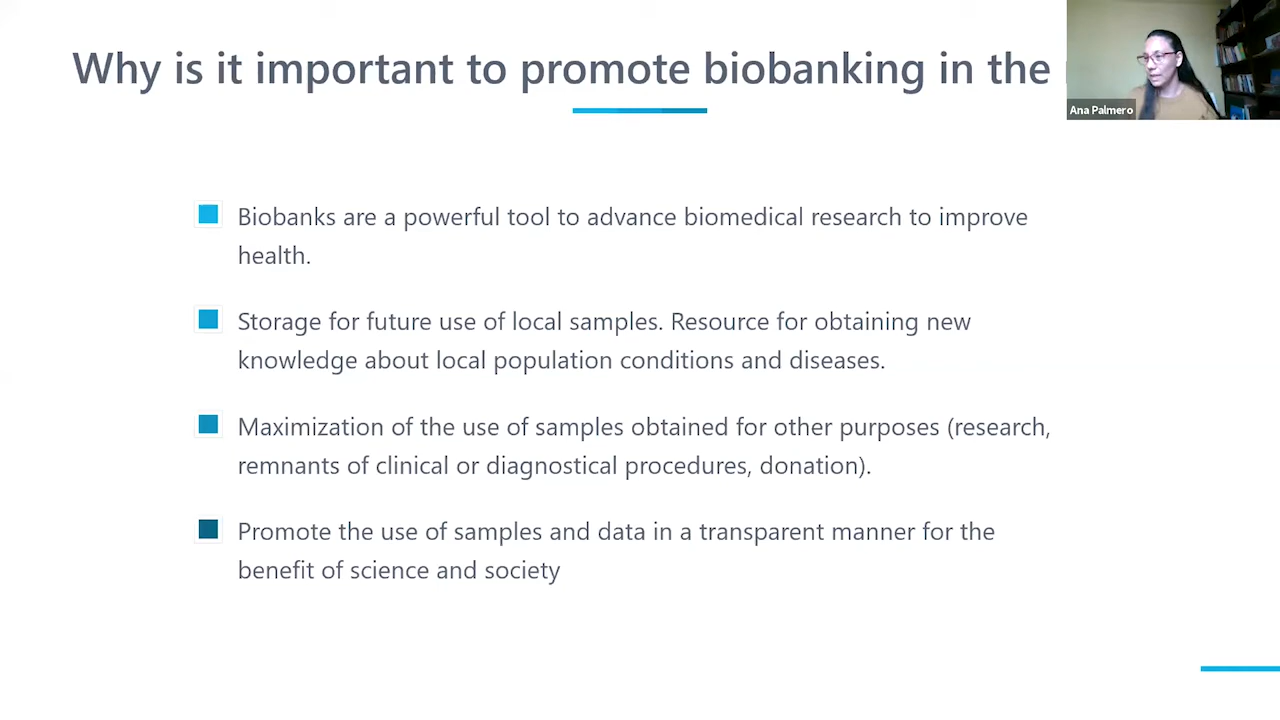 Why is it important to promote biobanking in the
Ana Palmero
Biobanks are a powerful tool to advance biomedical research to improve
health.
Storage for future use of local samples. Resource for obtaining new
knowledge about local population conditions and diseases.
Maximization of the use of samples obtained for other purposes (research,
remnants of clinical or diagnostical procedures, donation).
Promote the use of samples and data in a transparent manner for the
benefit of science and society